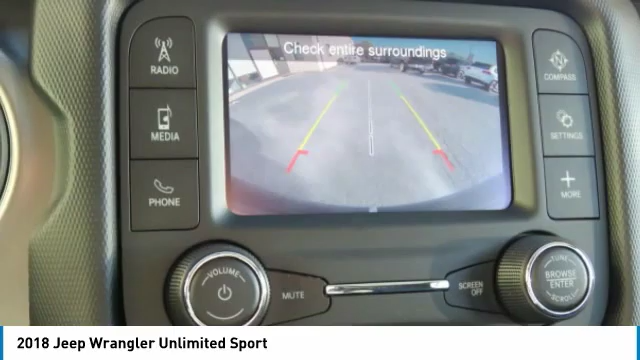 Check entire surroundings
RADIO
MEDIA
PHONE
COMPASS
SETTINGS
MORE
VOLUME
MUTE
SCREEN
OFF
TUNE
BROWSE
ENTER
SCROLL
2018 Jeep Wrangler Unlimited Sport